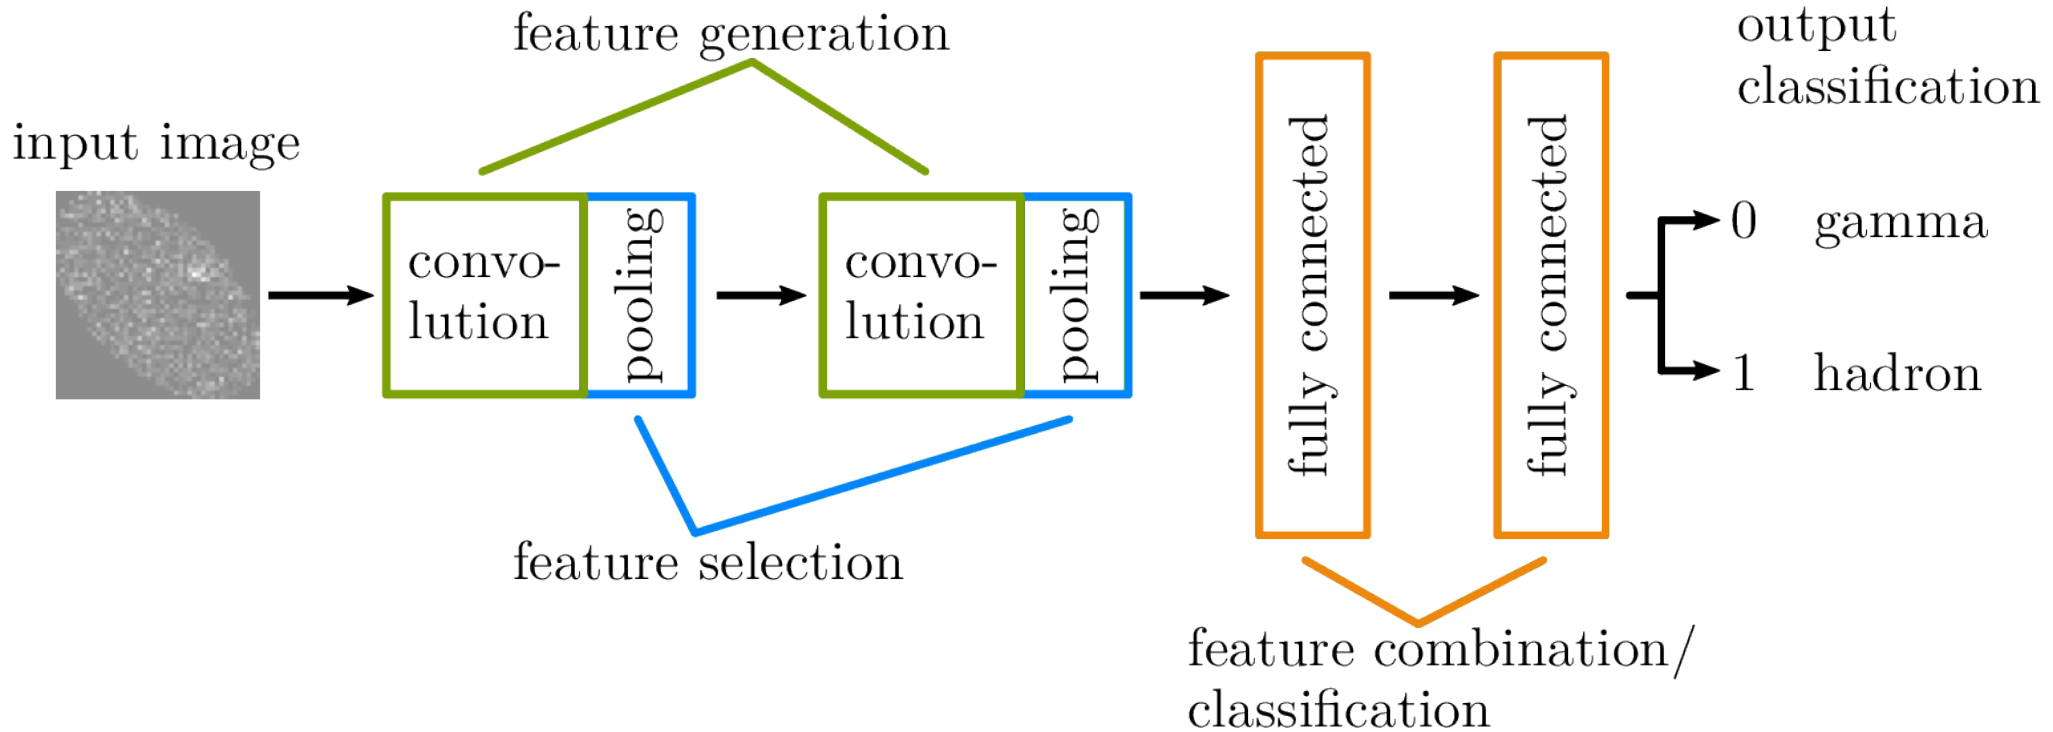 feature generation
output
classification
input image
convo-
lution
pooling
convo-
lution
pooling
fully connected
fully connected
0 gamma
1 hadron
feature selection
feature combination/
classification